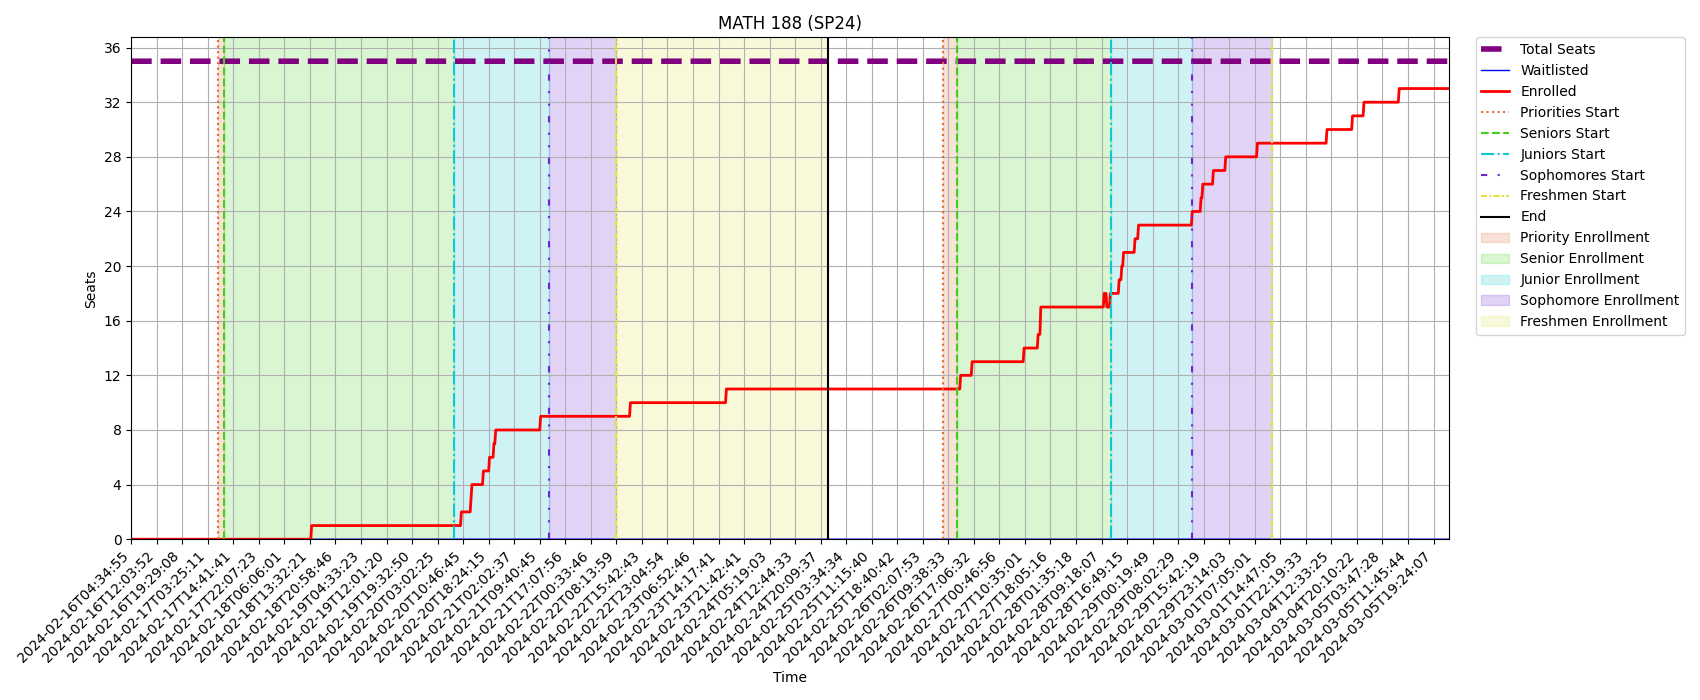 MATH 188 (SP24)
Seats
36
32
28
24
20
16
12
8
4
0
2024-02-16T04:34:55
2024-02-16T12:03:52
2024-02-16T19:29:08
2024-02-17T03:25:11
2024-02-17T14:41:41
2024-02-17T22:07:23
2024-02-18T06:06:01
2024-02-18T13:32:21
2024-02-18T20:58:46
2024-02-19T04:33:23
2024-02-19T12:01:20
2024-02-19T19:32:50
2024-02-20T03:02:25
2024-02-20T10:46:45
2024-02-20T18:24:15
2024-02-21T02:02:37
2024-02-21T09:40:45
2024-02-21T17:07:56
2024-02-22T00:33:46
2024-02-22T08:13:59
2024-02-22T15:42:43
2024-02-22T23:04:54
2024-02-23T06:52:46
2024-02-23T14:17:41
2024-02-23T21:42:41
2024-02-24T05:19:03
2024-02-24T12:44:33
2024-02-24T20:09:37
2024-02-25T03:34:34
2024-02-25T11:15:40
2024-02-25T18:40:42
2024-02-26T02:07:53
2024-02-26T09:38:33
2024-02-26T17:06:32
2024-02-27T00:46:56
2024-02-27T10:35:01
2024-02-27T18:05:16
2024-02-28T01:35:18
2024-02-28T09:18:07
2024-02-28T16:49:15
2024-02-29T00:19:49
2024-02-29T08:02:29
2024-02-29T15:42:19
2024-02-29T23:14:03
2024-03-01T07:05:01
2024-03-01T14:47:05
2024-03-01T22:19:33
2024-03-04T12:33:25
2024-03-04T20:10:22
2024-03-05T03:47:28
2024-03-05T11:45:44
2024-03-05T19:24:07
Time
Total Seats
Waitlisted
Enrolled
Priorities Start
Seniors Start
Juniors Start
Sophomores Start
Freshmen Start
End
Priority Enrollment
Senior Enrollment
Junior Enrollment
Sophomore Enrollment
Freshmen Enrollment